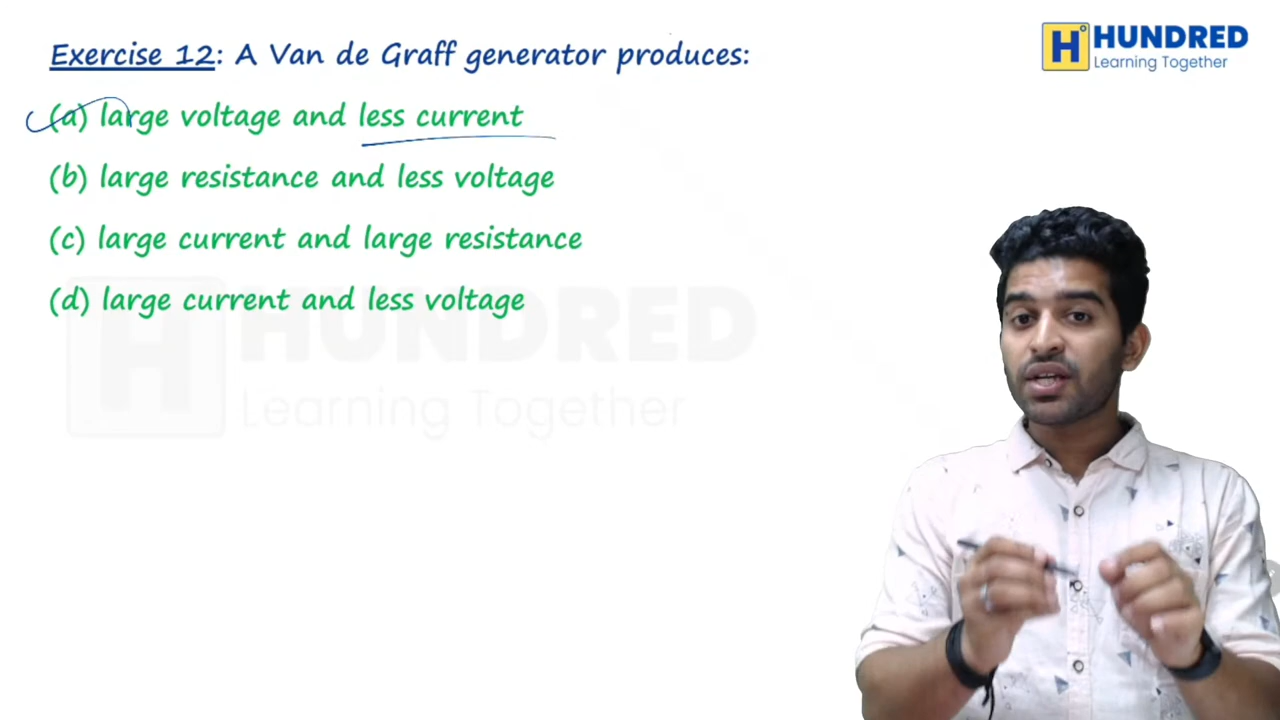 Exercise 12: A Van de Graff generator produces:
HUNDRED
Learning Together
(a) large voltage and less current
(b) large resistance and less voltage
(c) large current and large resistance
(d) large current and less voltage
HUNDRED
Learning Together